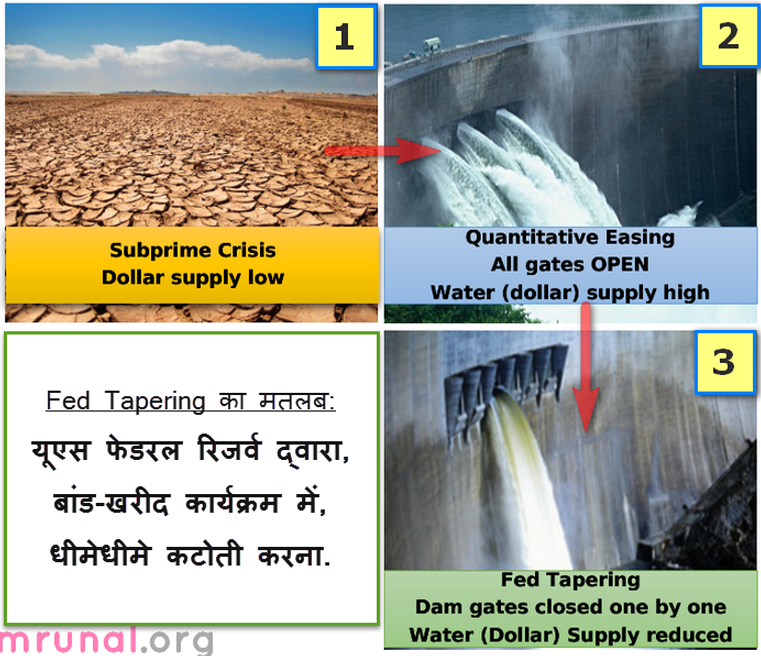 1
Subprime Crisis
Dollar supply low
2
Quantitative Easing
All gates OPEN
Water (dollar) supply high
3
Fed Tapering
Dam gates closed one by one
Water (Dollar) Supply reduced
Fed Tapering का मतलब:
यूएस फेडरल रिजर्व द्वारा,
बांड-खरीद कार्यक्रम में,
धीमेधीमे कटोती करना.
mrunal.org